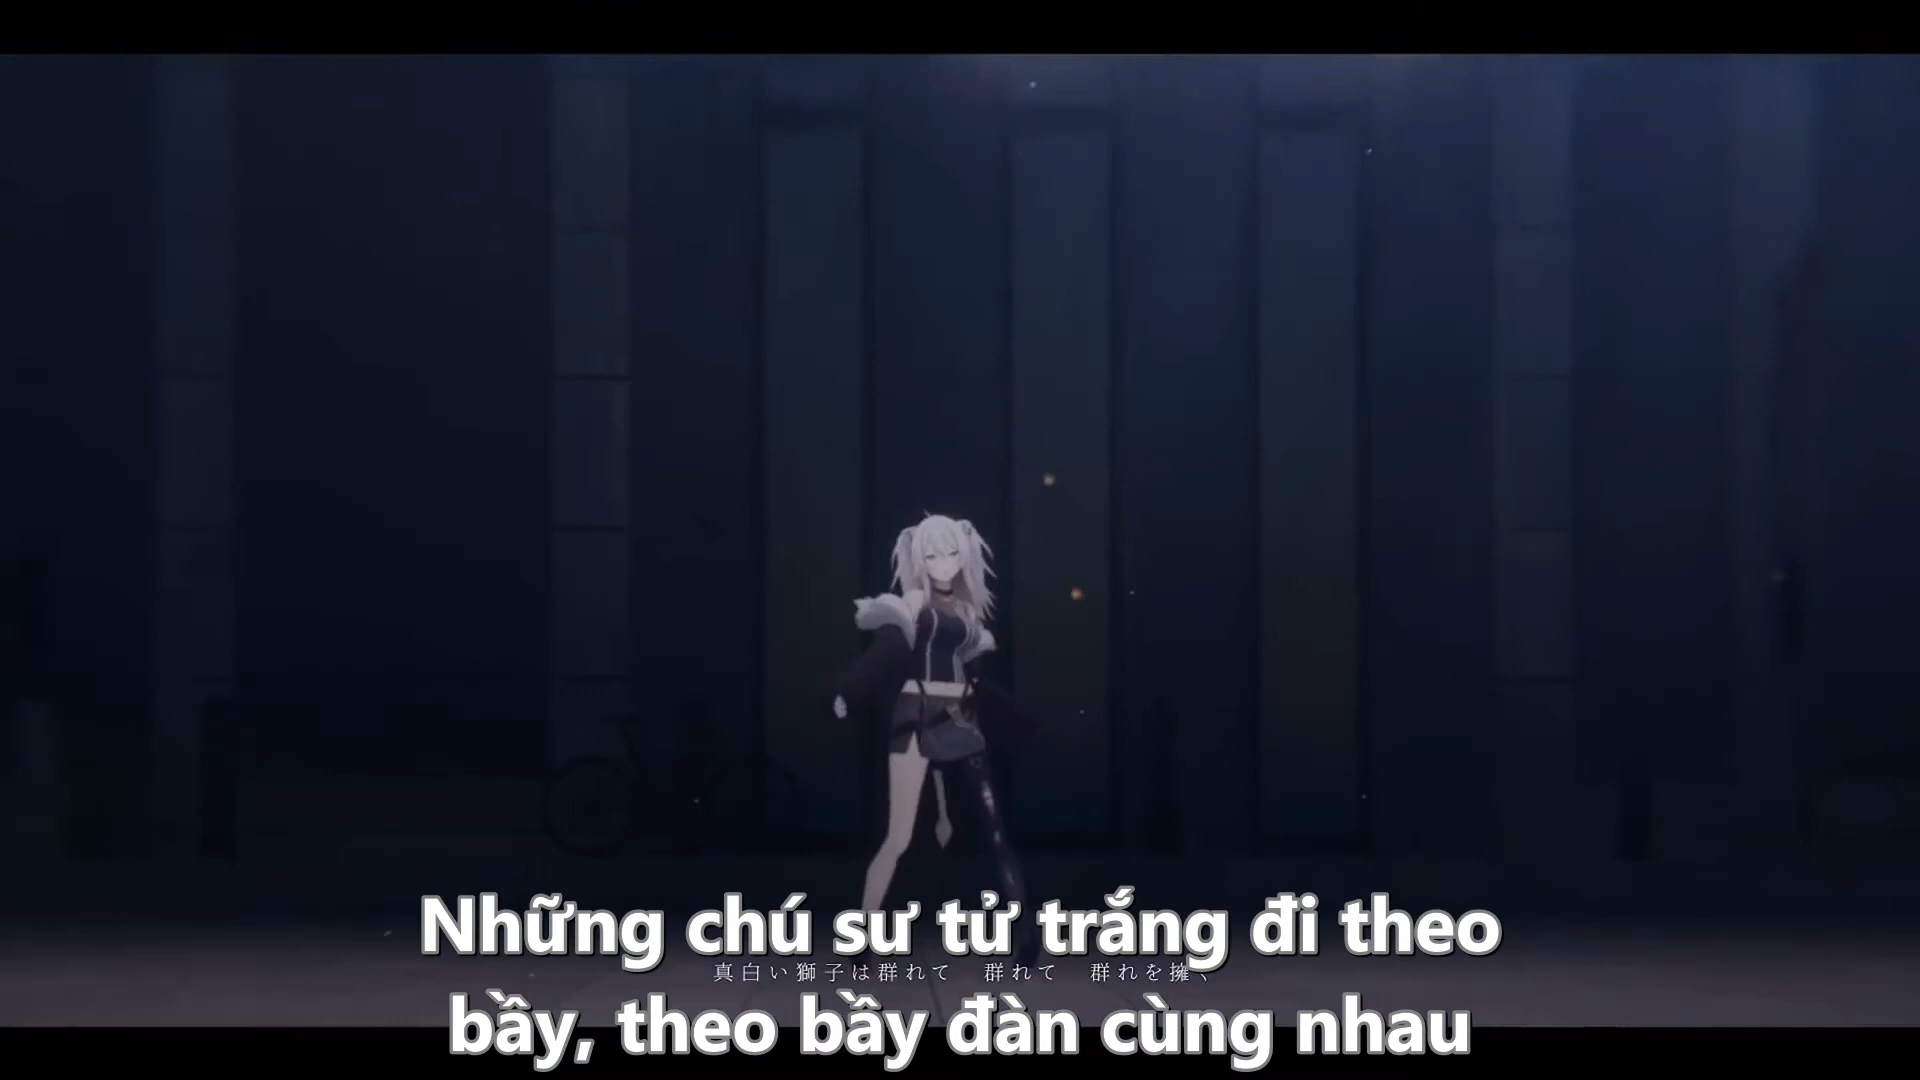 Những chú sư tử trắng đi theo
真白い獅子は群れて 群れて 群れを擁く
bầy, theo bầy đàn cùng nhau